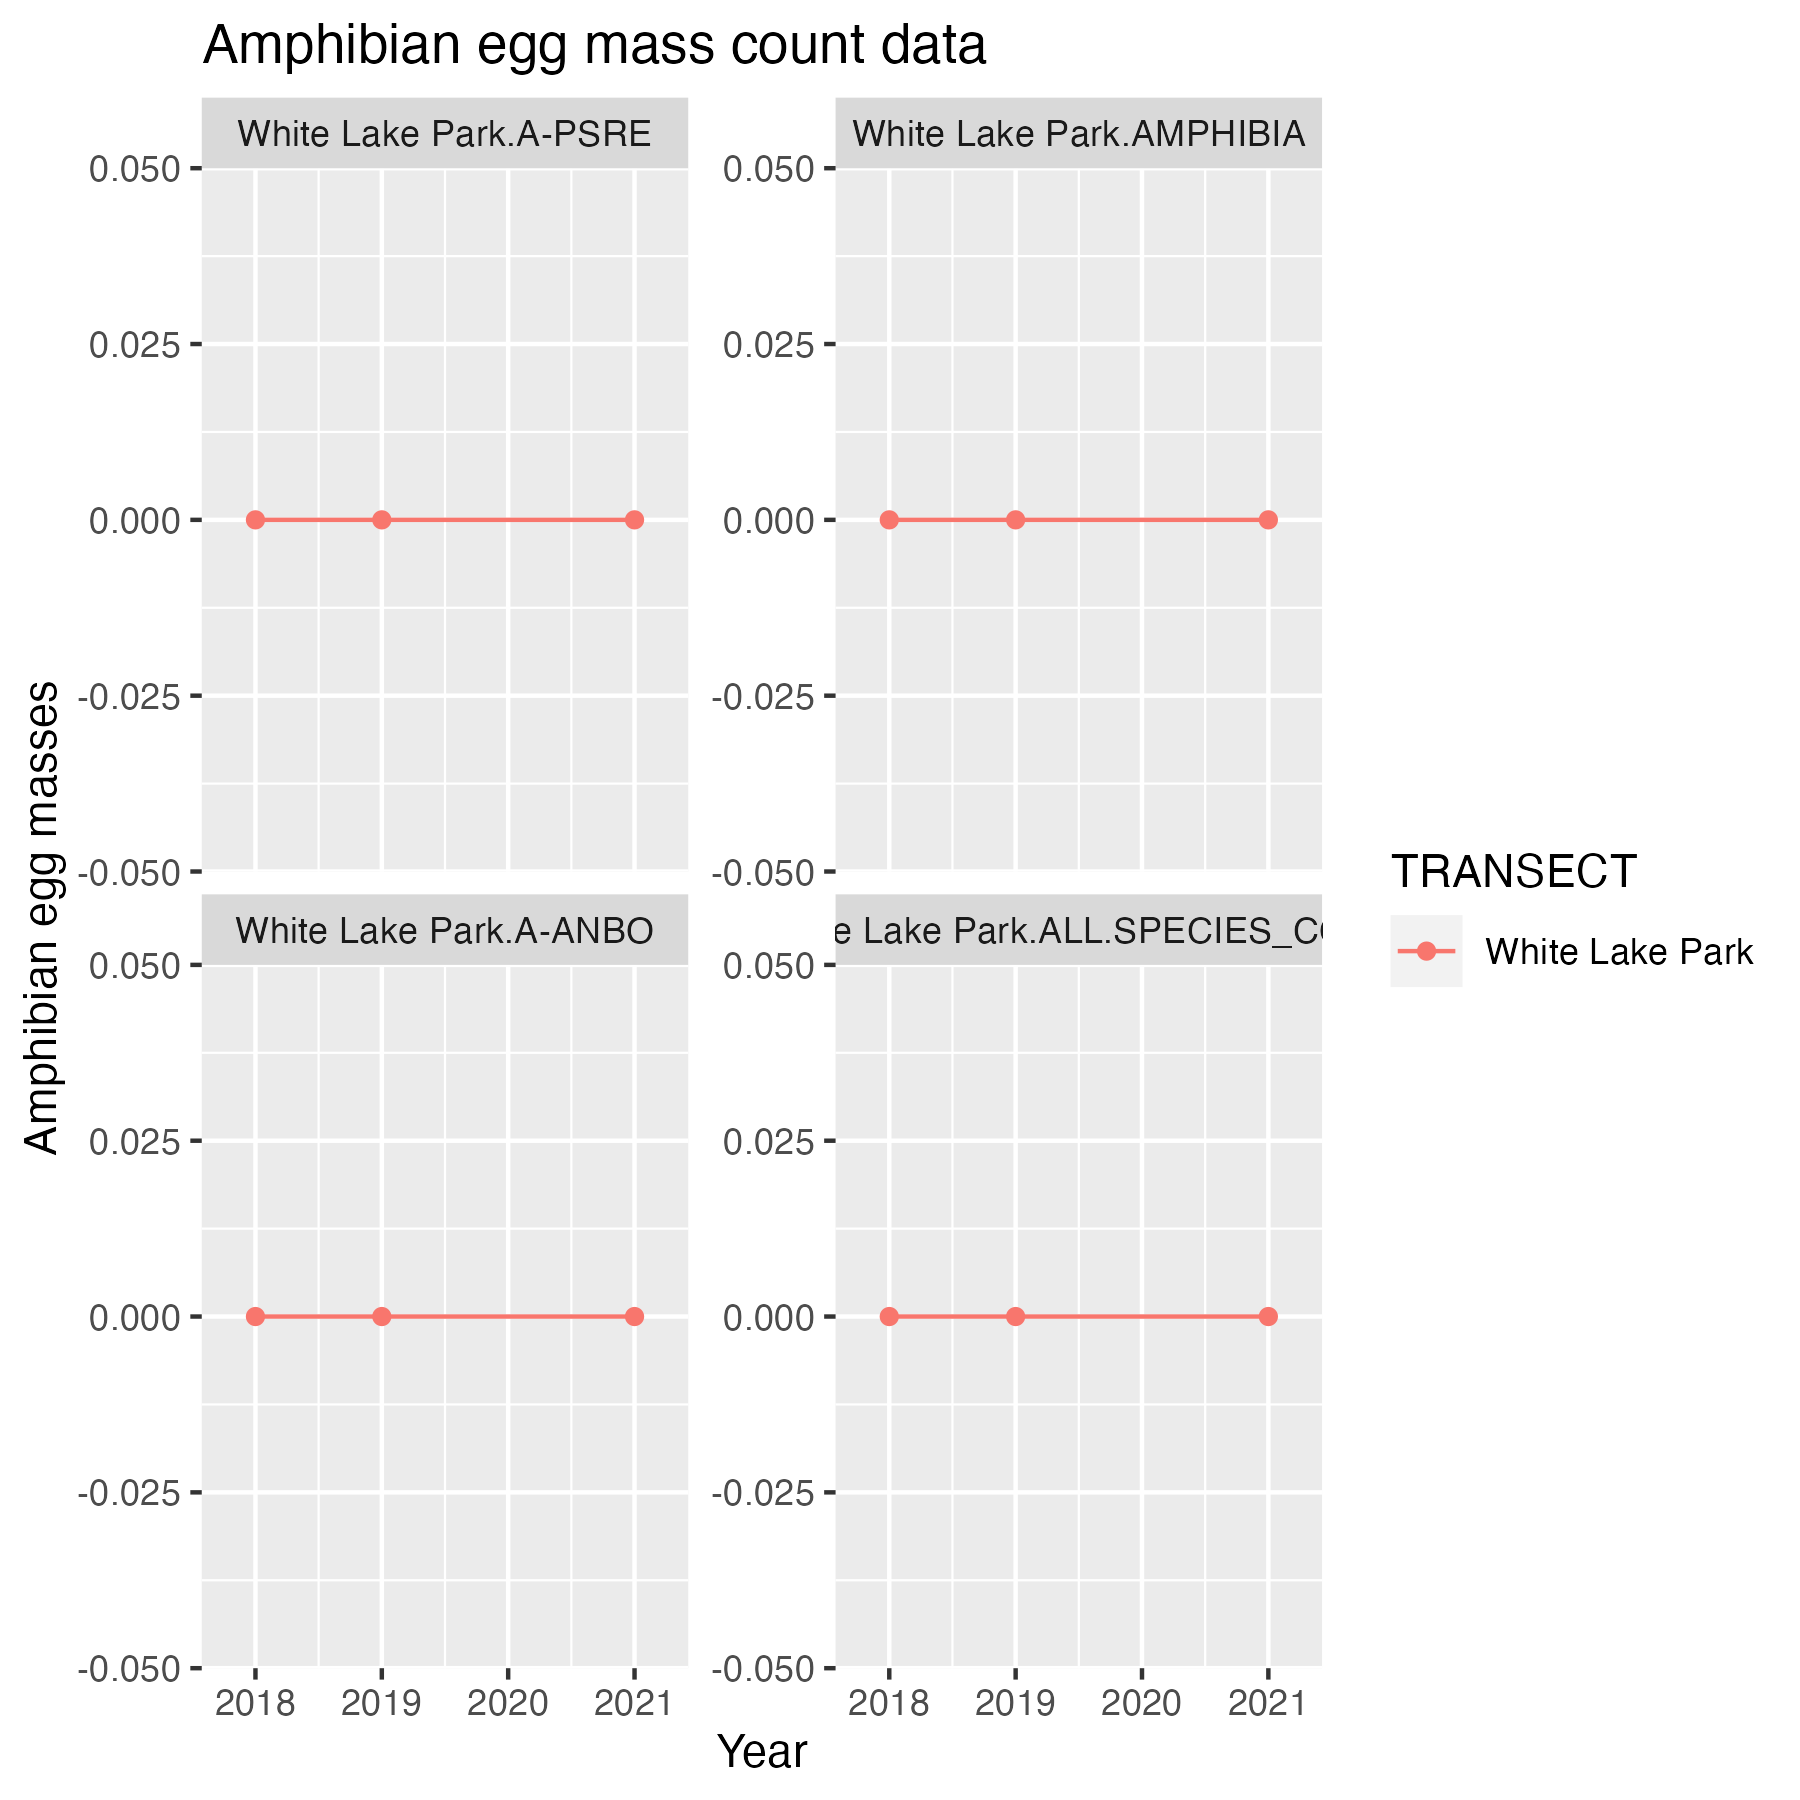 Amphibian egg mass count data
White Lake Park.A-PSRE
White Lake Park.AMPHIBIA
0.050
0.025
0.000
-0.025
-0.050
0.050
0.025
0.000
-0.025
-0.050
White Lake Park.A-ANBO
e Lake Park.ALL.SPECIES_CO
0.050
0.025
0.000
-0.025
-0.050
0.050
0.025
0.000
-0.025
-0.050
2018 2019 2020 2021
2018 2019 2020 2021
Year
Amphibian egg masses
TRANSECT
White Lake Park